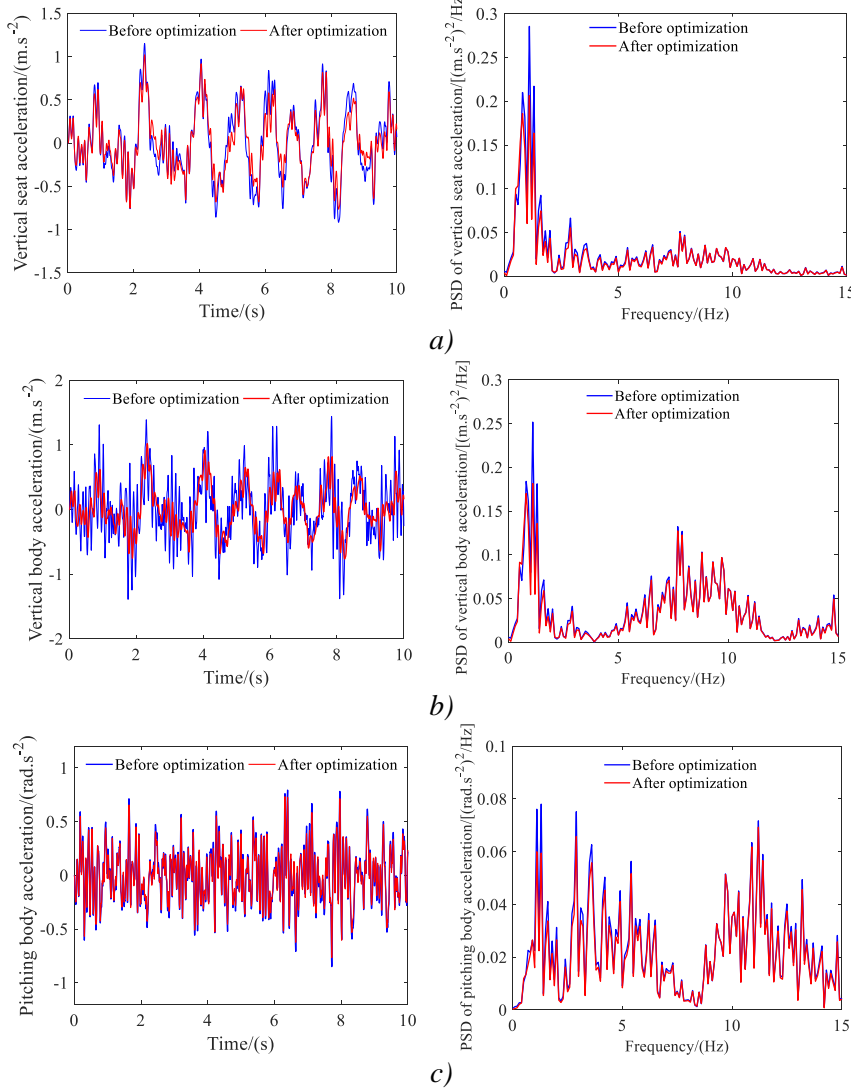 Vertical seat acceleration/(m.s⁻²)
1.5
1
0.5
0
-0.5
-1
-1.5
Before optimization
After optimization
0
2
4
6
8
10
Time/(s)
PSD of vertical seat acceleration/[(m.s⁻²)²/Hz]
0.3
0.25
0.2
0.15
0.1
0.05
0
Before optimization
After optimization
0
5
10
15
Frequency/(Hz)
a)
Vertical body acceleration/(m.s⁻²)
2
1
0
-1
-2
Before optimization
After optimization
0
2
4
6
8
10
Time/(s)
PSD of vertical body acceleration/[(m.s⁻²)²/Hz]
0.3
0.25
0.2
0.15
0.1
0.05
0
Before optimization
After optimization
0
5
10
15
Frequency/(Hz)
b)
Pitching body acceleration/(rad.s⁻²)
1
0.5
0
-0.5
-1
Before optimization
After optimization
0
2
4
6
8
10
Time/(s)
PSD of pitching body acceleration/[(rad.s⁻²)²/Hz]
0.1
0.08
0.06
0.04
0.02
0
Before optimization
After optimization
0
5
10
15
Frequency/(Hz)
c)